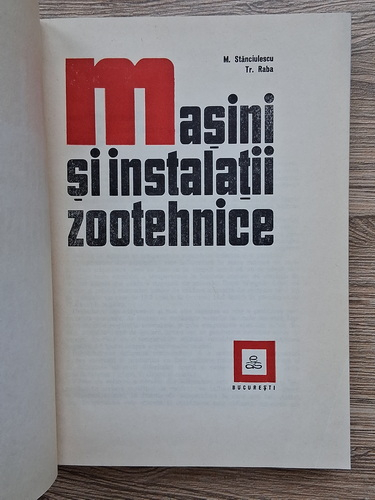 M. Stănciulescu
Tr. Raba
mașini
și instalații
zootehnice
BUCUREȘTI